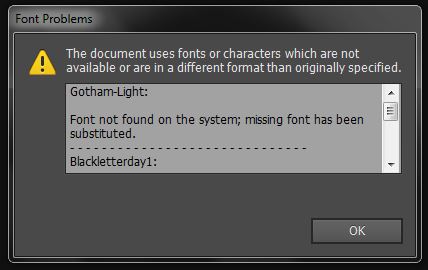 Font Problems
The document uses fonts or characters which are not
available or are in a different format than originally specified.
Gotham-Light:
Font not found on the system; missing font has been
substituted.
- - - - - - - - - - - - - - - - - - - - - - - - - - - - - -
Blackletterday1:
OK